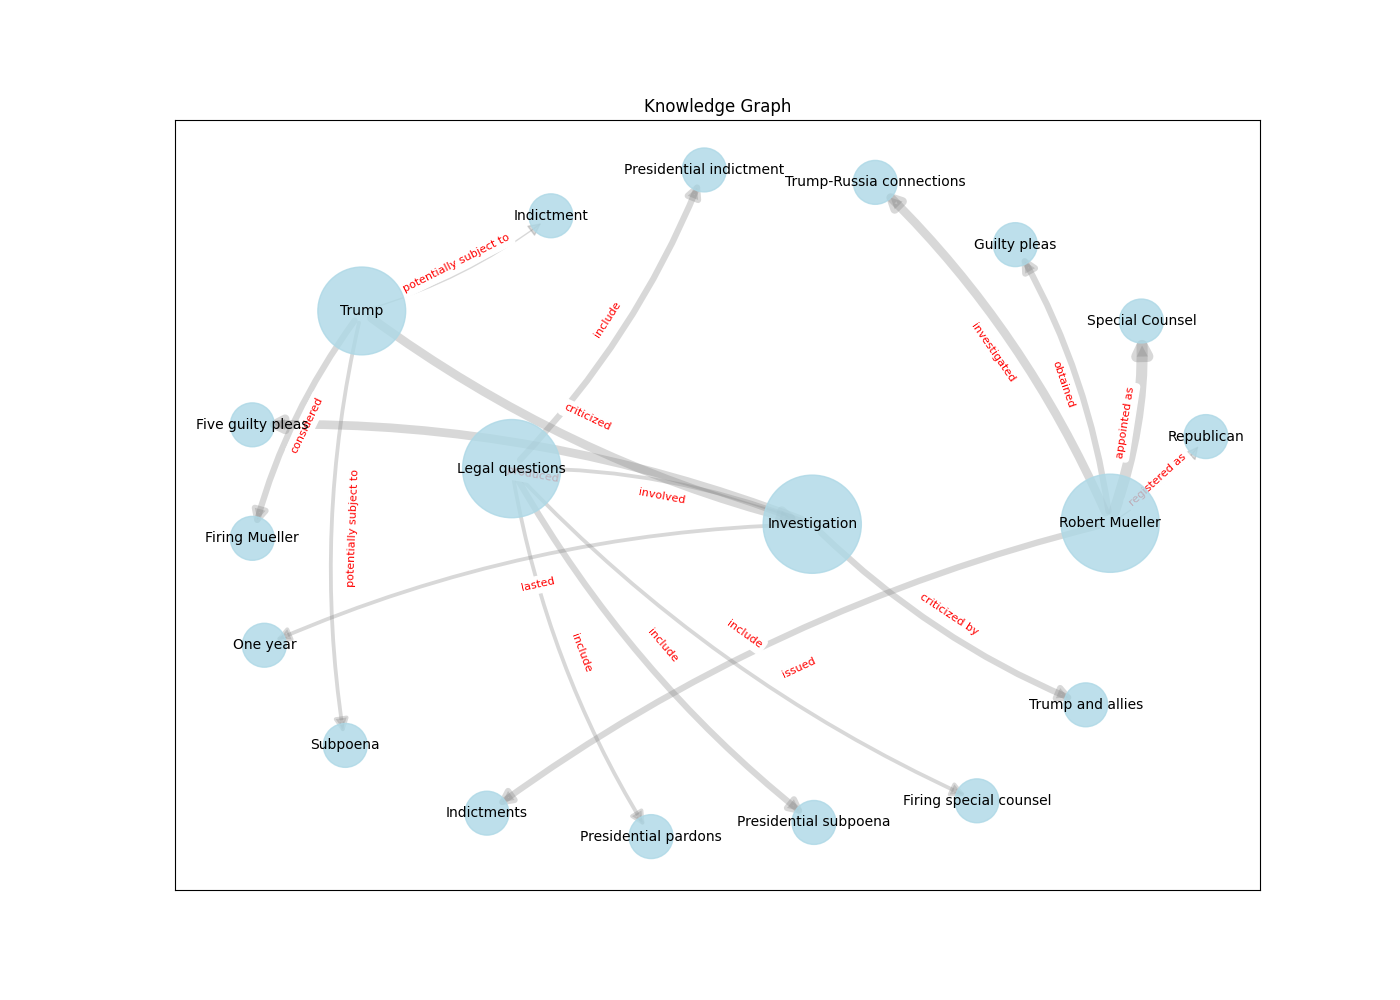 Knowledge Graph
Presidential indictment
Trump-Russia connections
Indictment
potentially subject to
Guilty pleas
Trump
include
Special Counsel
investigated
obtained
criticized
appointed as
Five guilty pleas
considered
Republican
Legal questions
registered as
involved
potentially subject to
Investigation
Robert Mueller
Firing Mueller
lasted
criticized by
include
include
include
issued
One year
Trump and allies
Subpoena
Firing special counsel
Indictments
Presidential subpoena
Presidential pardons